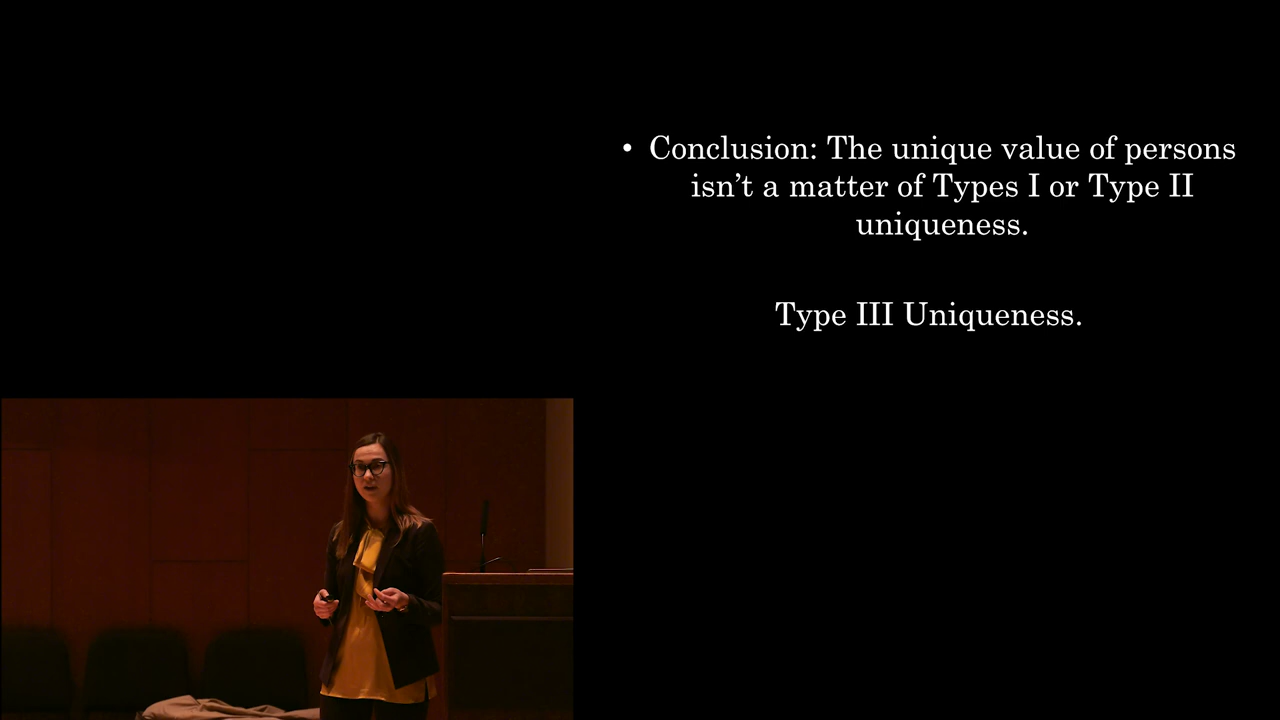 • Conclusion: The unique value of persons
isn’t a matter of Types I or Type II
uniqueness.
Type III Uniqueness.